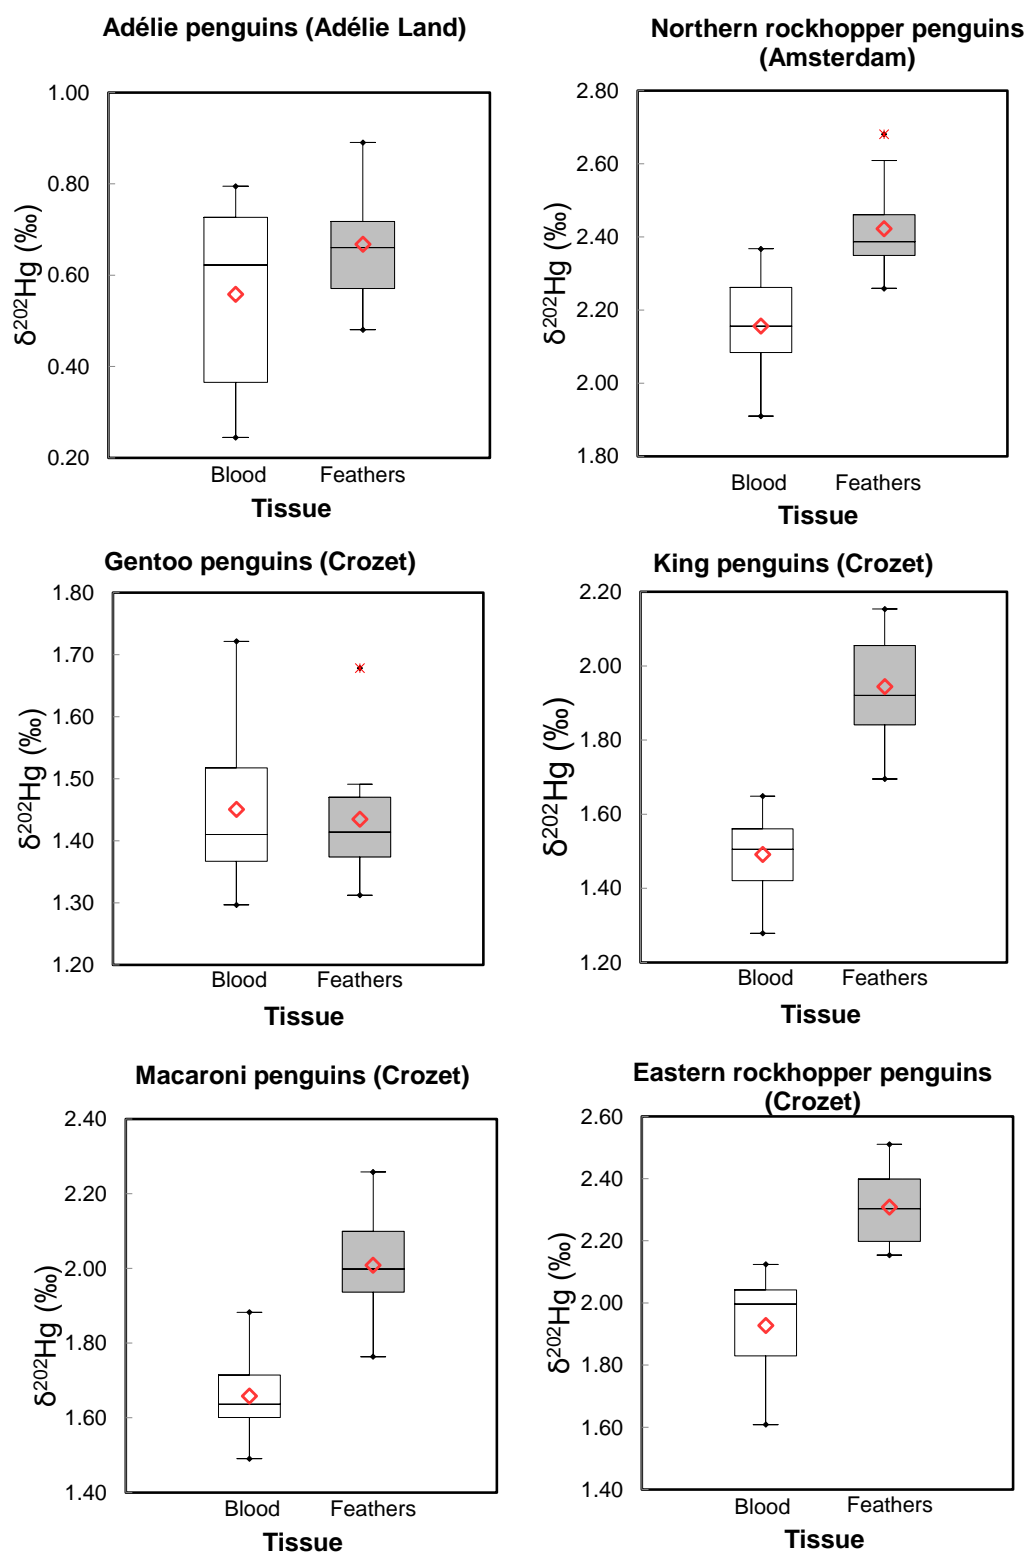 Adélie penguins (Adélie Land)
δ²⁰²Hg (‰)
1.00
0.80
0.60
0.40
0.20
Blood
Feathers
Tissue
Northern rockhopper penguins
(Amsterdam)
δ²⁰²Hg (‰)
2.80
2.60
2.40
2.20
2.00
1.80
Blood
Feathers
Tissue
Gentoo penguins (Crozet)
δ²⁰²Hg (‰)
1.80
1.70
1.60
1.50
1.40
1.30
1.20
Blood
Feathers
Tissue
King penguins (Crozet)
δ²⁰²Hg (‰)
2.20
2.00
1.80
1.60
1.40
1.20
Blood
Feathers
Tissue
Macaroni penguins (Crozet)
δ²⁰²Hg (‰)
2.40
2.20
2.00
1.80
1.60
1.40
Blood
Feathers
Tissue
Eastern rockhopper penguins
(Crozet)
δ²⁰²Hg (‰)
2.60
2.40
2.20
2.00
1.80
1.60
1.40
Blood
Feathers
Tissue